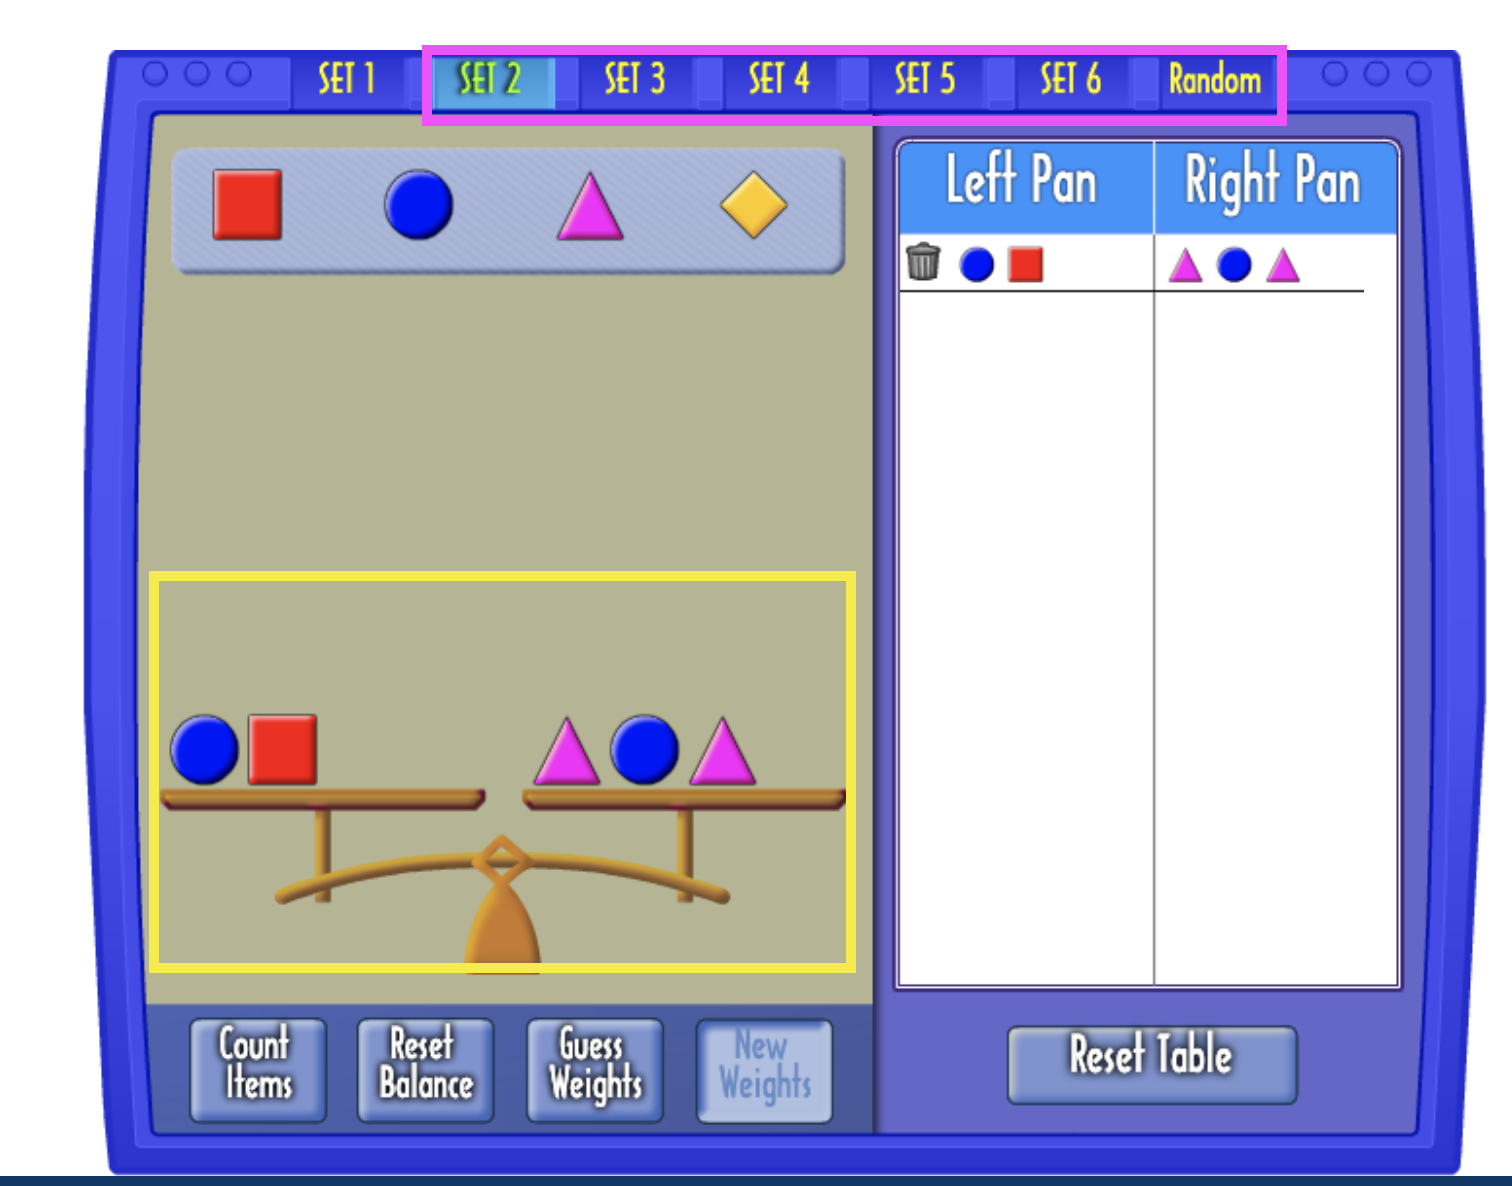 SET 1 SET 2 SET 3 SET 4 SET 5 SET 6 Random
Left Pan Right Pan
Count
Items
Reset
Balance
Guess
Weights
New
Weights
Reset Table